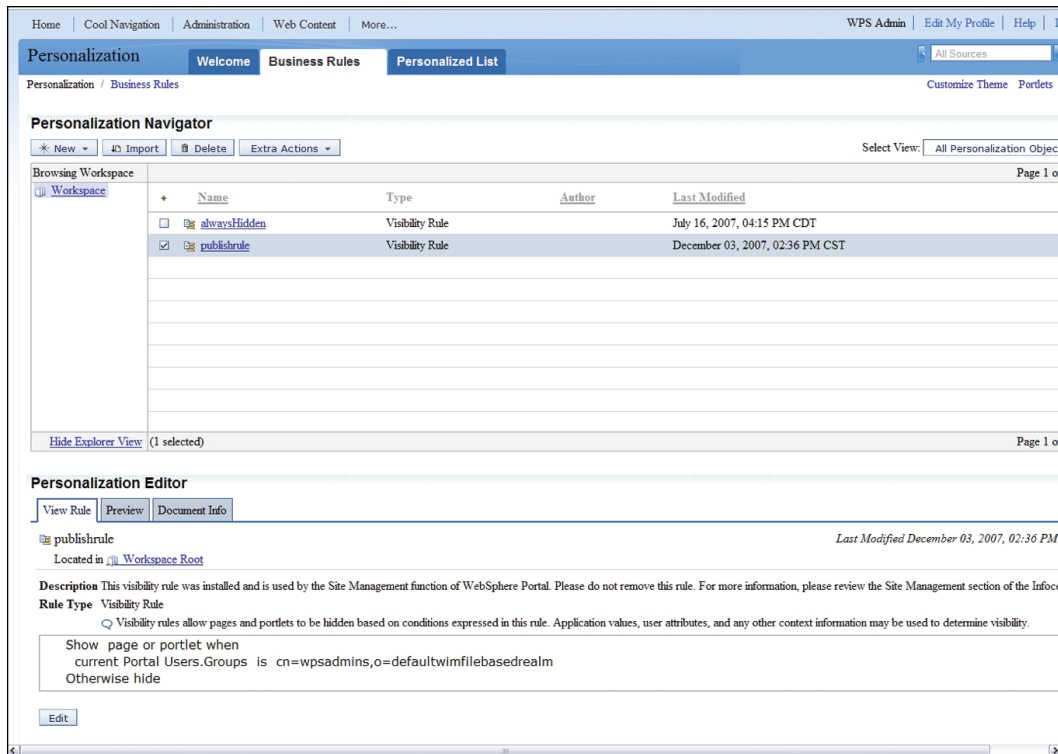 Home Cool Navigation Administration Web Content More... WPS Admin Edit My Profile Help
Personalization Welcome Business Rules Personalized List All Sources
Personalization / Business Rules Customize Theme Portlets
Personalization Navigator
New Import Delete Extra Actions Select View: All Personalization Objec
Browsing Workspace Page 1 o
Workspace
Name Type Author Last Modified
alwaysHidden Visibility Rule July 16, 2007, 04:15 PM CDT
publishrule Visibility Rule December 03, 2007, 02:36 PM CST
Hide Explorer View (1 selected) Page 1 o
Personalization Editor
View Rule Preview Document Info
publishrule Last Modified December 03, 2007, 02:36 PM
Located in Workspace Root
Description This visibility rule was installed and is used by the Site Management function of WebSphere Portal. Please do not remove this rule. For more information, please review the Site Management section of the Infoce
Rule Type Visibility Rule
Visibility rules allow pages and portlets to be hidden based on conditions expressed in this rule. Application values, user attributes, and any other context information may be used to determine visibility.
Show page or portlet when
current Portal Users.Groups is cn=wpsadmins,o=defaultwimfilebasedrealm
Otherwise hide
Edit